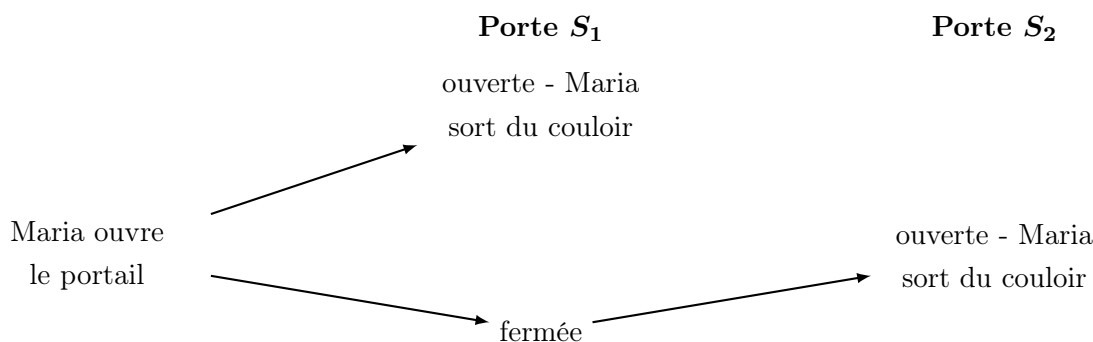 Porte S₁ Porte S₂
ouverte - Maria
sort du couloir
Maria ouvre
le portail
ouverte - Maria
sort du couloir
fermée